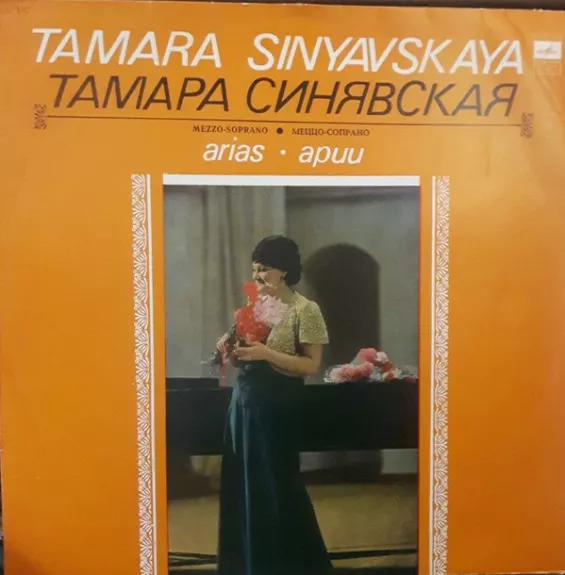 TAMARA SINYAVSKAYA
ТАМАРА СИНЯВСКАЯ
MEZZO-SOPRANO ● МЕЦЦО-СОПРАНО
arias · арии